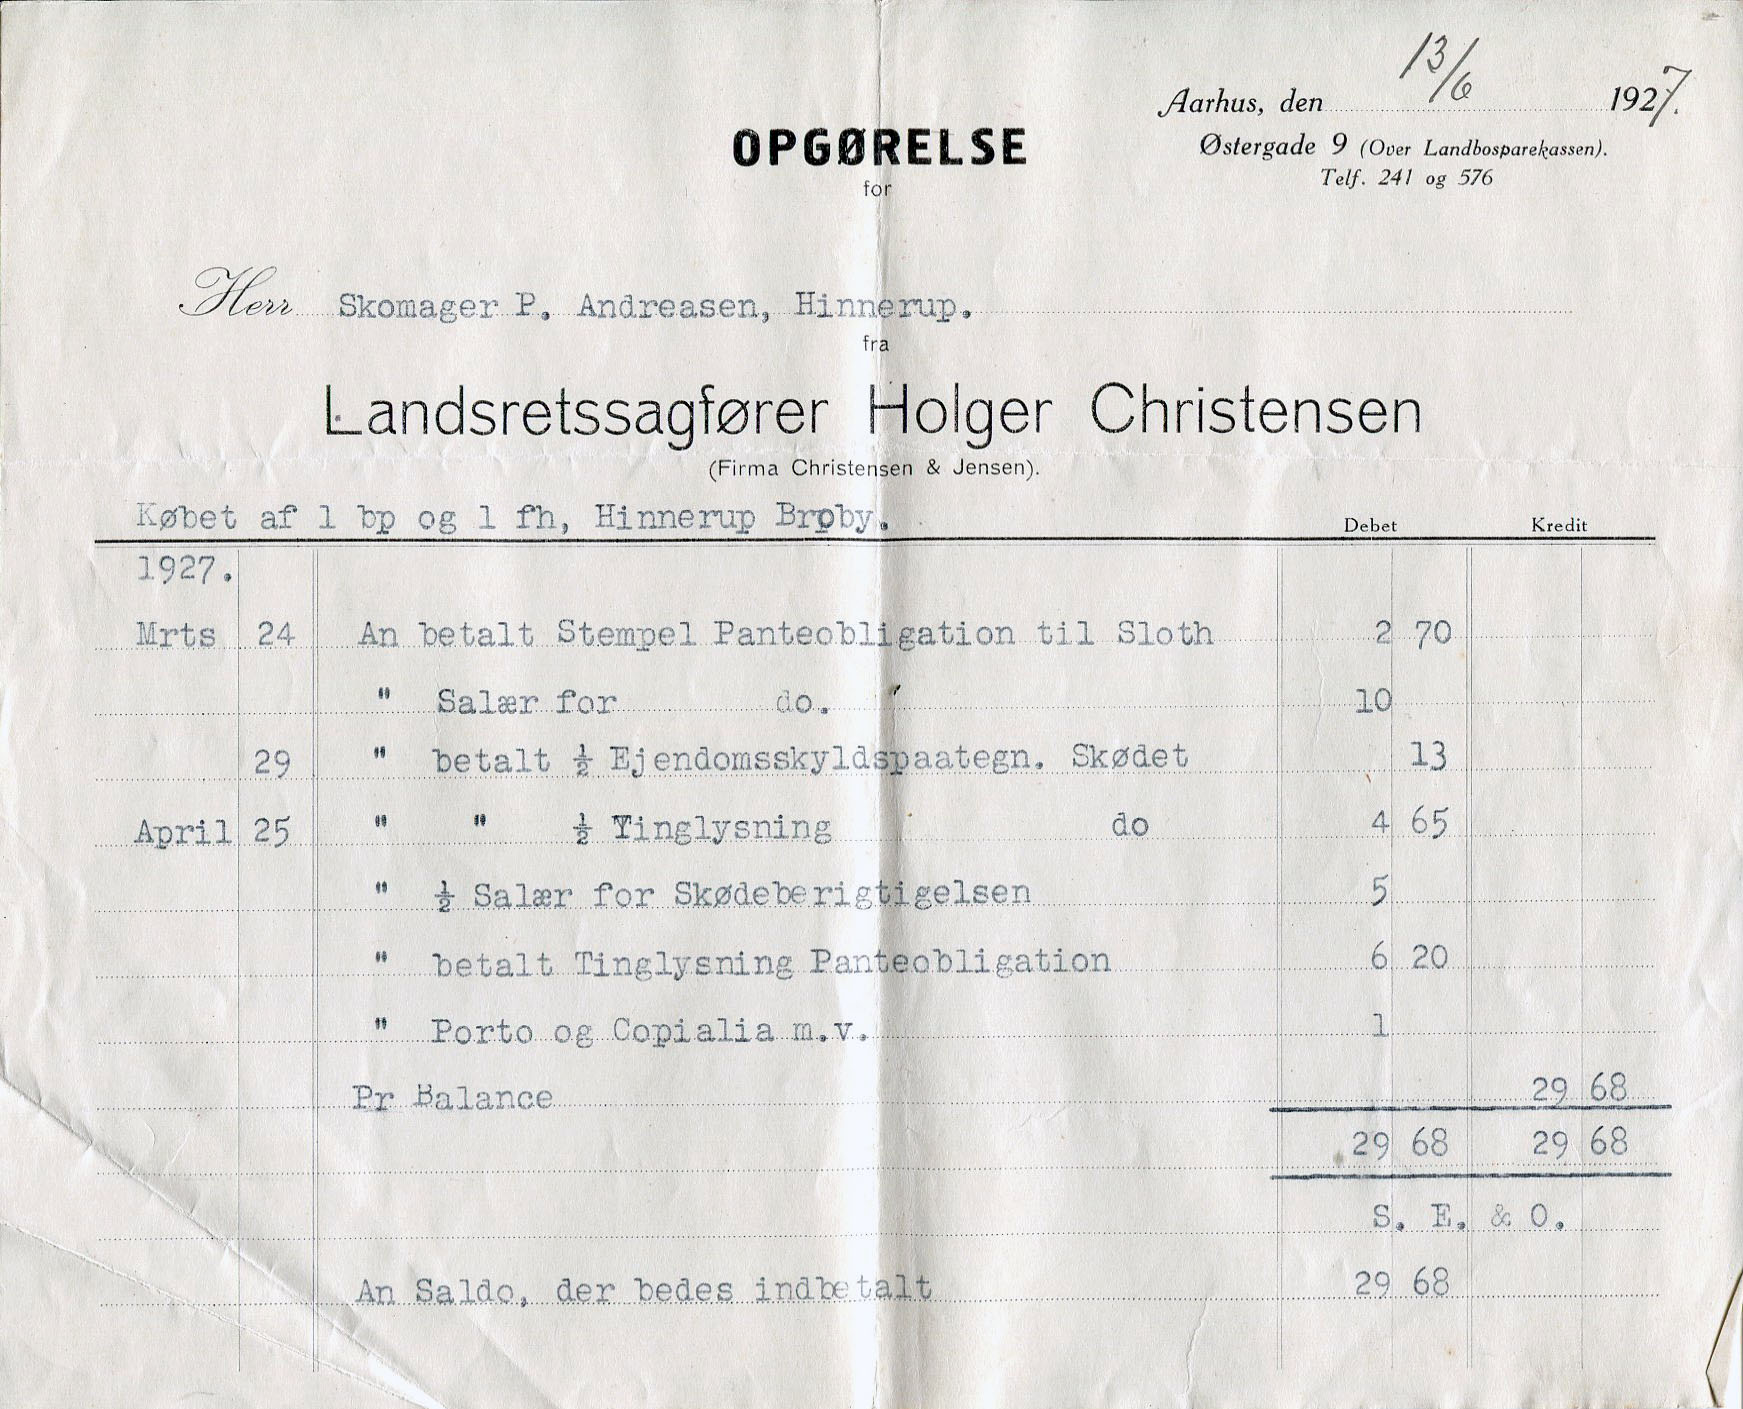 Aarhus, den 13/6 1927.
Østergade 9 (Over Landbosparekassen).
Telf. 241 og 576
OPGØRELSE
for
Herr Skomager P. Andreasen, Hinnerup.
fra
Landsretssagfører Holger Christensen
(Firma Christensen & Jensen).
Købet af 1 bp og 1 fh, Hinnerup Broby. Debet Kredit
1927.
Mrts 24 An betalt Stempel Panteobligation til Sloth 2 70
" Salær for do. 10
29 " betalt ½ Ejendomsskyldspaategn. Skødet 13
April 25 " " ½ Tinglysning do 4 65
" ½ Salær for Skødeberigtigelsen 5
" betalt Tinglysning Panteobligation 6 20
" Porto og Copialia m.v. 1
Pr Balance 29 68
29 68 29 68
S. E. & O.
An Saldo, der bedes indbetalt 29 68